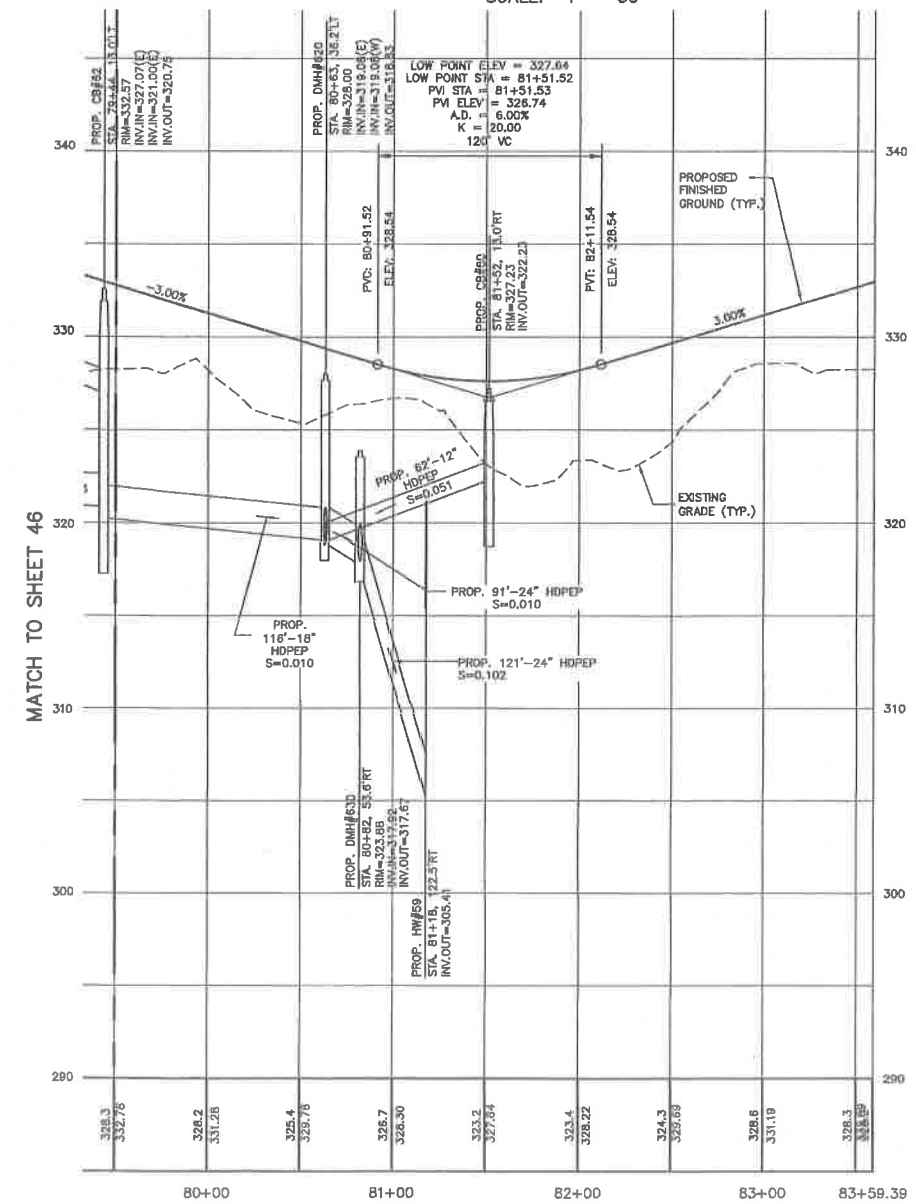 PROP. CB#62
STA. 79+44, 13.0'LT
RIM=332.57
INV.IN=327.07(E)
INV.IN=321.00(E)
INV.OUT=320.75
PROP. DMH#620
STA. 80+63, 36.2'LT
RIM=328.00
INV.IN=319.08(E)
INV.IN=319.08(W)
INV.OUT=318.83
LOW POINT ELEV = 327.64
LOW POINT STA = 81+51.52
PVI STA = 81+51.53
PVI ELEV = 326.74
A.D. = 6.00%
K = 20.00
120' VC
340
340
PROPOSED
FINISHED
GROUND (TYP.)
PVC: 80+91.52
ELEV: 328.54
PROP. CB#60
STA. 81+52, 13.0'RT
RIM=327.23
INV.OUT=322.23
PVT: 82+11.54
ELEV: 328.54
-3.00%
3.00%
330
330
PROP. 62'-12"
HDPEP
S=0.051
EXISTING
GRADE (TYP.)
320
320
MATCH TO SHEET 46
PROP. 91'-24" HDPEP
S=0.010
PROP.
116'-18"
HDPEP
S=0.010
PROP. 121'-24" HDPEP
S=0.102
310
310
PROP. DMH#630
STA. 80+82, 53.6'RT
RIM=323.88
INV.IN=317.92
INV.OUT=317.67
PROP. HW#59
STA. 81+18, 122.5'RT
INV.OUT=305.41
300
300
290
290
328.3
332.78
328.2
331.28
325.4
329.78
326.7
328.30
323.2
327.64
323.4
328.22
324.3
329.69
328.6
331.19
328.3
80+00
81+00
82+00
83+00
83+59.39